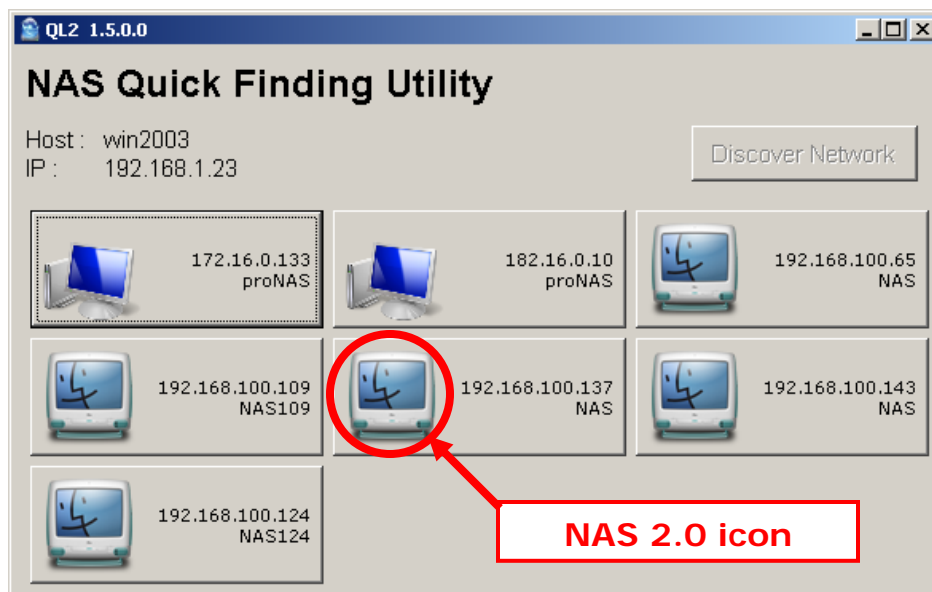 QL2 1.5.0.0
NAS Quick Finding Utility
Host : win2003
IP : 192.168.1.23
Discover Network
172.16.0.133
proNAS
182.16.0.10
proNAS
192.168.100.65
NAS
192.168.100.109
NAS109
192.168.100.137
NAS
192.168.100.143
NAS
192.168.100.124
NAS124
NAS 2.0 icon